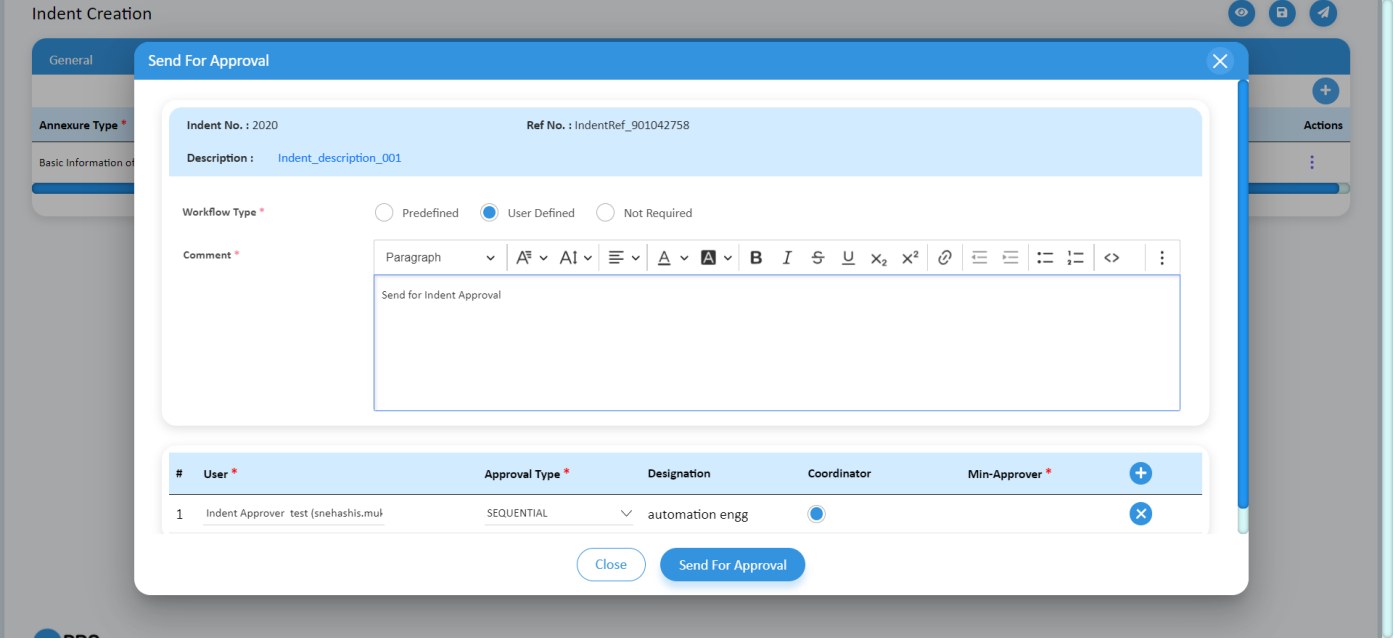 Indent Creation
General
Send For Approval
Annexure Type *
Actions
Basic Information of
Indent No. : 2020
Ref No. : IndentRef_901042758
Description : Indent_description_001
Workflow Type *
Predefined
User Defined
Not Required
Comment *
Paragraph
Send for Indent Approval
# User * Approval Type * Designation Coordinator Min-Approver *
1 Indent Approver test (snehashis.muk SEQUENTIAL automation engg
Close
Send For Approval